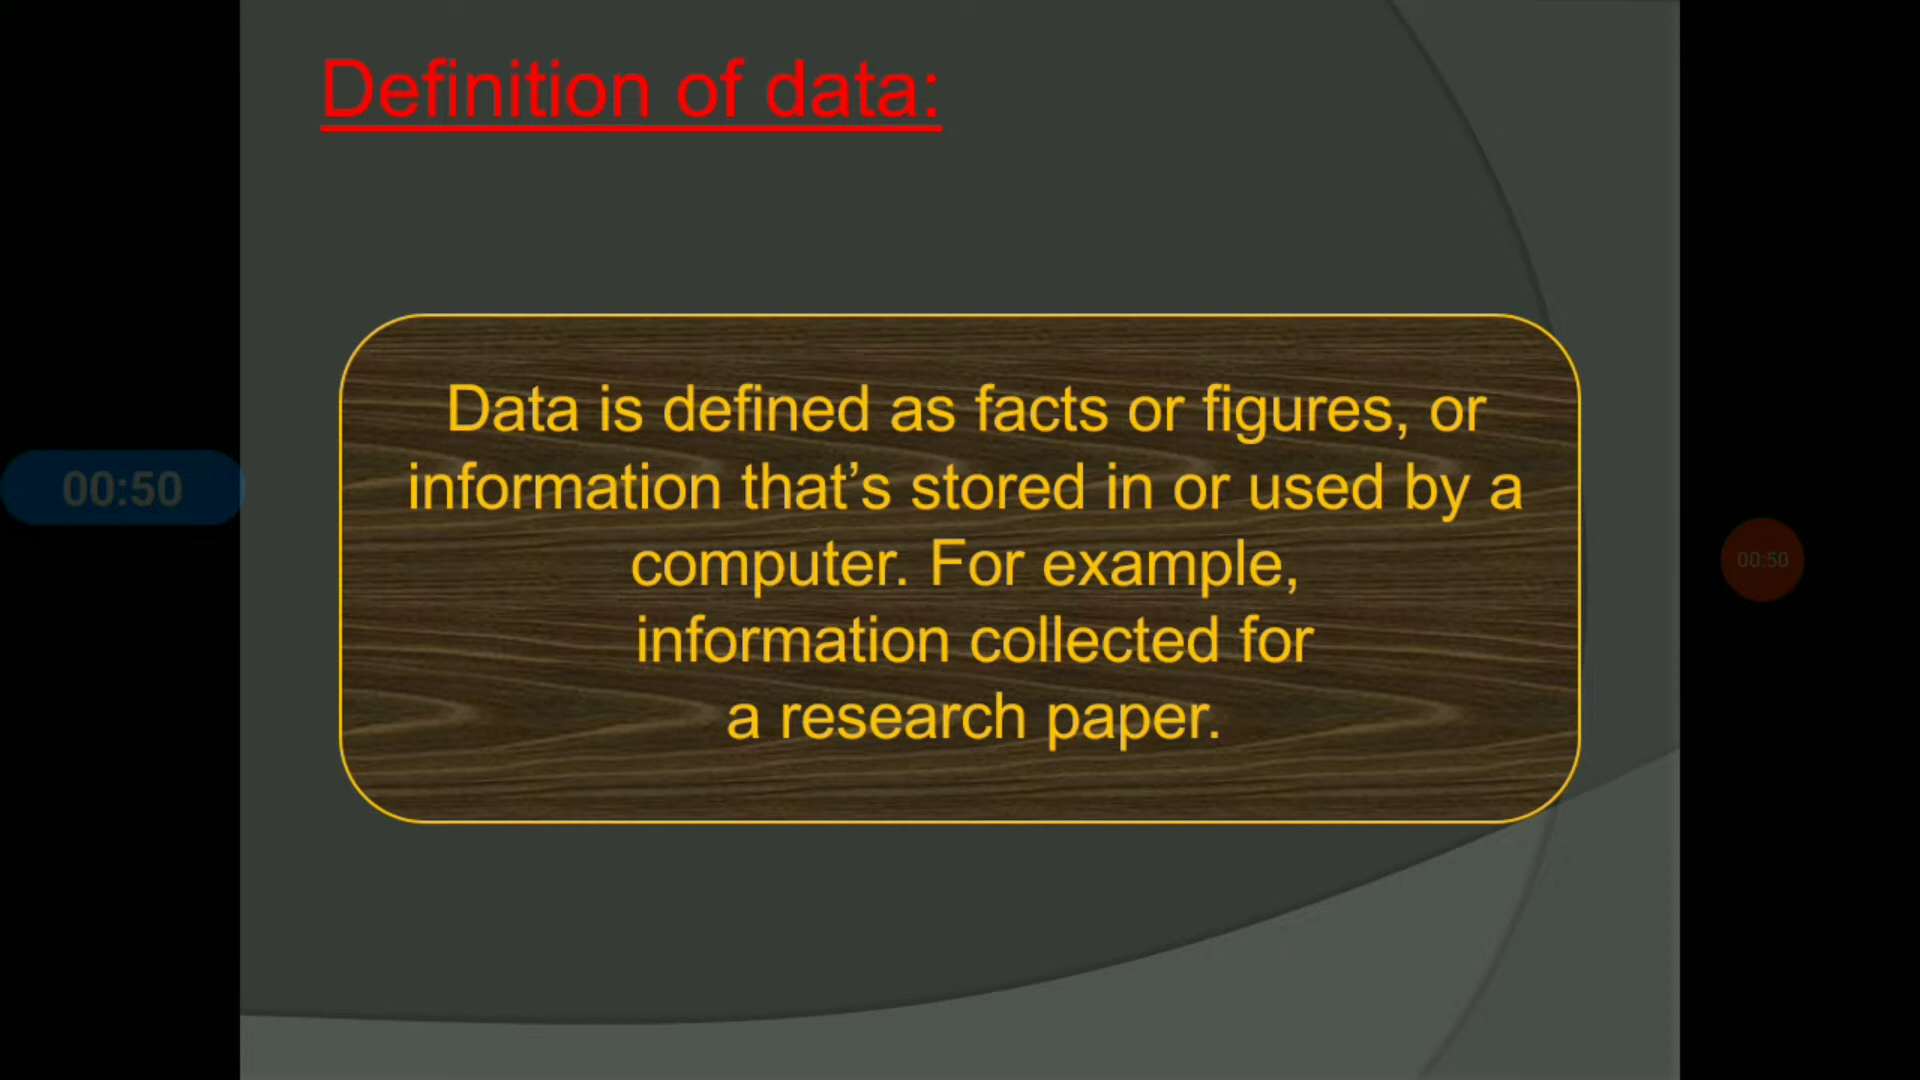 Definition of data:
Data is defined as facts or figures, or
information that’s stored in or used by a
computer. For example,
information collected for
a research paper.
00:50
00:50